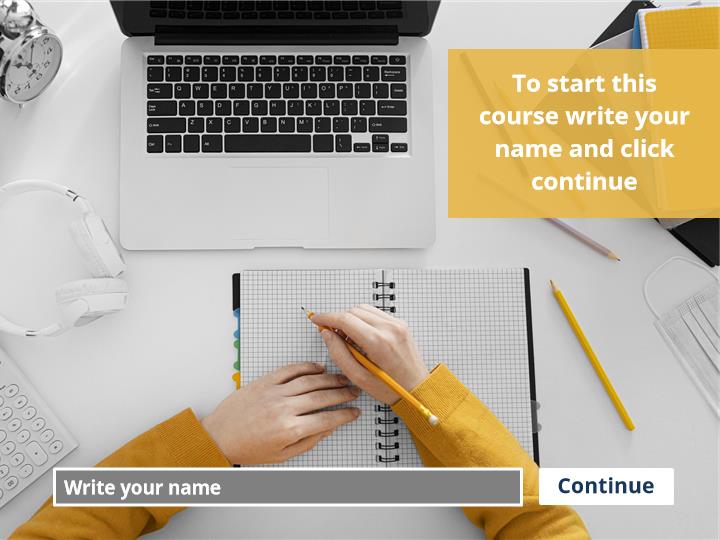 To start this
course write your
name and click
continue
Write your name
Continue